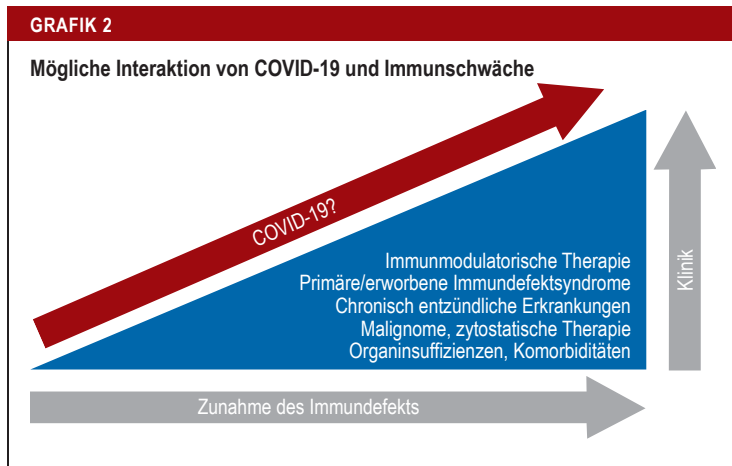 GRAFIK 2
Mögliche Interaktion von COVID-19 und Immunschwäche
COVID-19?
Immunmodulatorische Therapie
Primäre/erworbene Immundefektsyndrome
Chronisch entzündliche Erkrankungen
Malignome, zytostatische Therapie
Organinsuffizienzen, Komorbiditäten
Klinik
Zunahme des Immundefekts